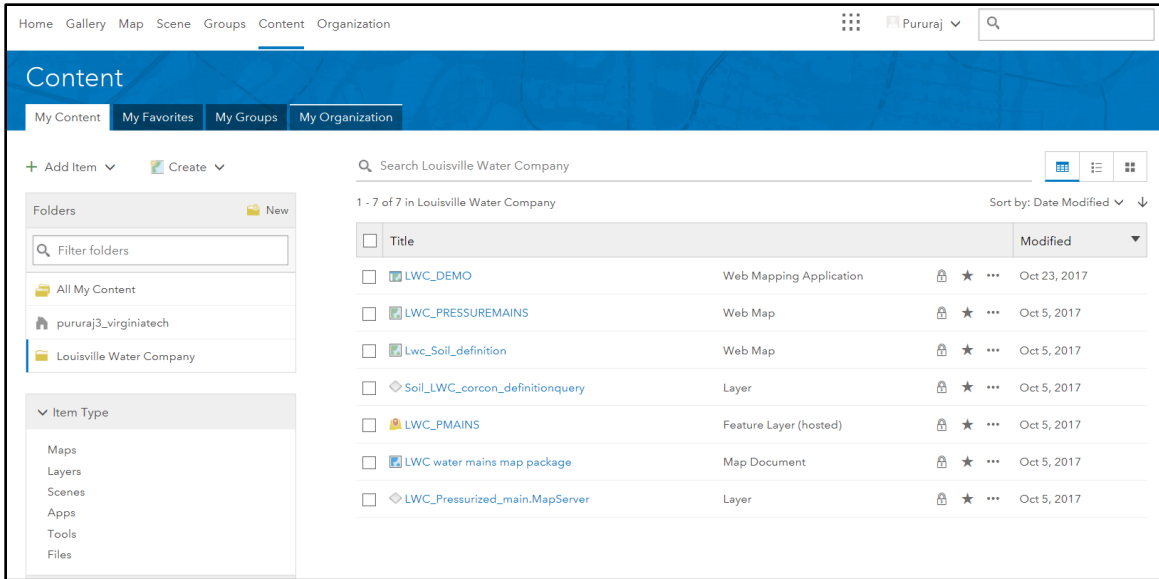 Home Gallery Map Scene Groups Content Organization Pururaj
Content
My Content My Favorites My Groups My Organization
+ Add Item Create Search Louisville Water Company
Folders New
1 - 7 of 7 in Louisville Water Company Sort by: Date Modified
Filter folders
All My Content
pururaj3_virginiatech
Louisville Water Company
Item Type
Maps
Layers
Scenes
Apps
Tools
Files
Title Modified
LWC_DEMO Web Mapping Application Oct 23, 2017
LWC_PRESSUREMAINS Web Map Oct 5, 2017
Lwc_Soil_definition Web Map Oct 5, 2017
Soil_LWC_corcon_definitionquery Layer Oct 5, 2017
LWC_PMAINS Feature Layer (hosted) Oct 5, 2017
LWC water mains map package Map Document Oct 5, 2017
LWC_Pressurized_main.MapServer Layer Oct 5, 2017